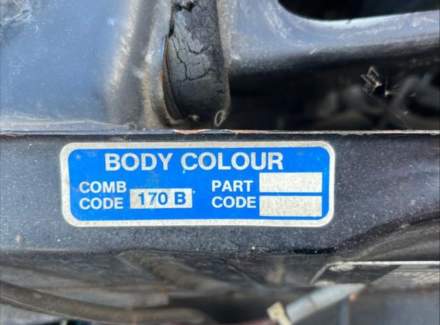 BODY COLOUR
COMB CODE 170 B PART CODE